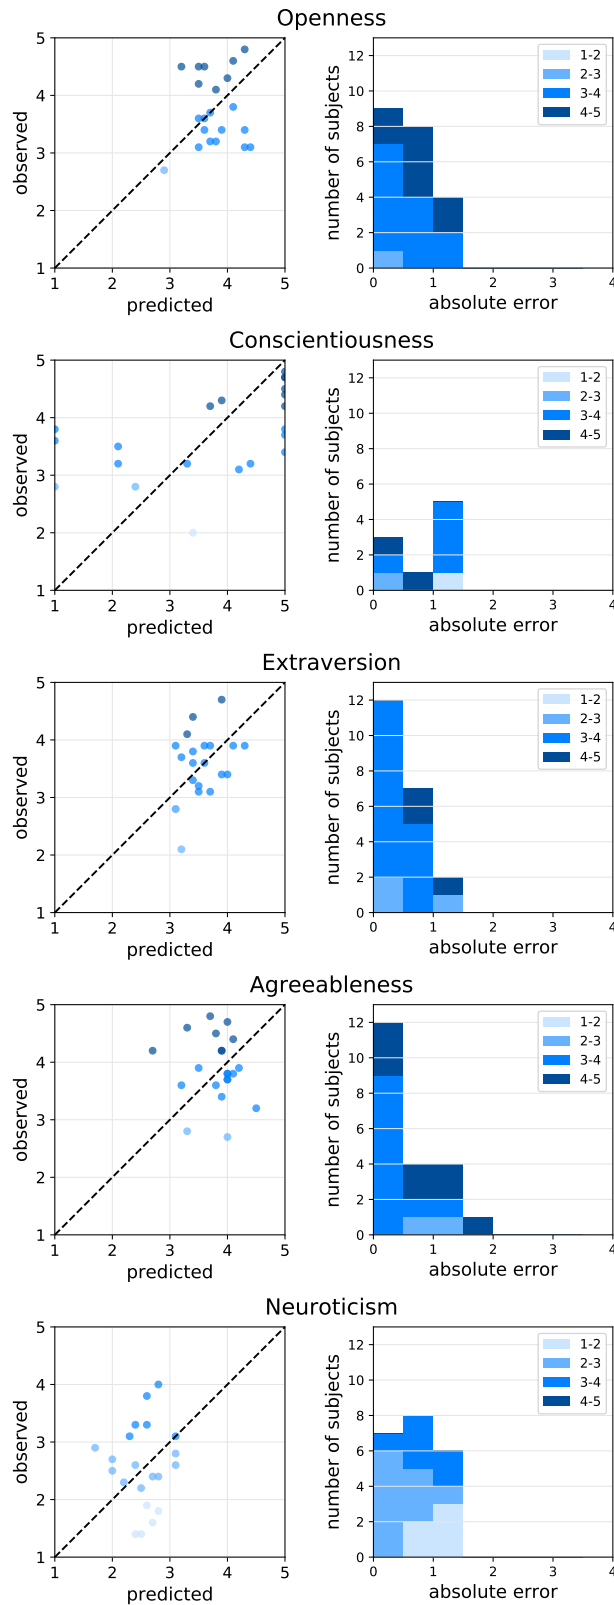 Openness
5
4
3
2
1
1 2 3 4 5
observed
predicted
12
10
8
6
4
2
0
0 1 2 3 4
number of subjects
absolute error
1-2
2-3
3-4
4-5
Conscientiousness
5
4
3
2
1
1 2 3 4 5
observed
predicted
12
10
8
6
4
2
0
0 1 2 3 4
number of subjects
absolute error
1-2
2-3
3-4
4-5
Extraversion
5
4
3
2
1
1 2 3 4 5
observed
predicted
12
10
8
6
4
2
0
0 1 2 3 4
number of subjects
absolute error
1-2
2-3
3-4
4-5
Agreeableness
5
4
3
2
1
1 2 3 4 5
observed
predicted
12
10
8
6
4
2
0
0 1 2 3 4
number of subjects
absolute error
1-2
2-3
3-4
4-5
Neuroticism
5
4
3
2
1
1 2 3 4 5
observed
predicted
12
10
8
6
4
2
0
0 1 2 3 4
number of subjects
absolute error
1-2
2-3
3-4
4-5